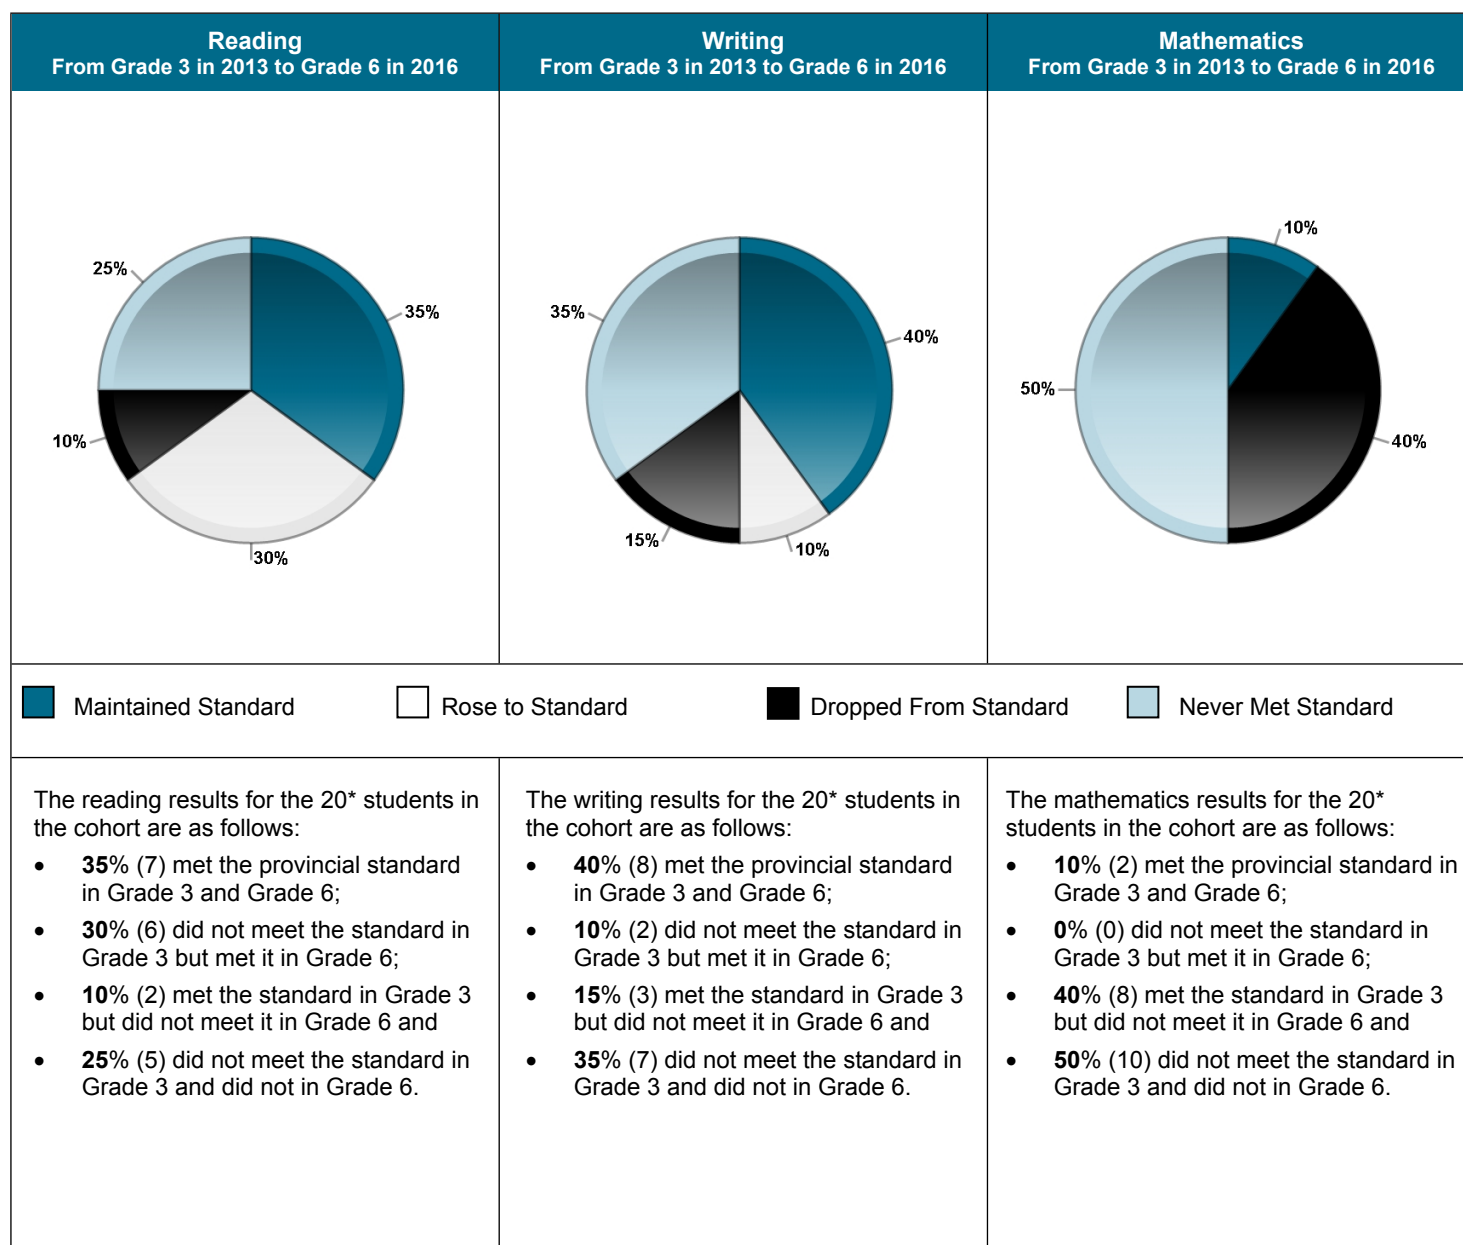 Reading
From Grade 3 in 2013 to Grade 6 in 2016
Writing
From Grade 3 in 2013 to Grade 6 in 2016
Mathematics
From Grade 3 in 2013 to Grade 6 in 2016
25%
35%
10%
30%
35%
40%
15%
10%
10%
50%
40%
Maintained Standard
Rose to Standard
Dropped From Standard
Never Met Standard
The reading results for the 20* students in
the cohort are as follows:
• 35% (7) met the provincial standard
in Grade 3 and Grade 6;
• 30% (6) did not meet the standard in
Grade 3 but met it in Grade 6;
• 10% (2) met the standard in Grade 3
but did not meet it in Grade 6 and
• 25% (5) did not meet the standard in
Grade 3 and did not in Grade 6.
The writing results for the 20* students in
the cohort are as follows:
• 40% (8) met the provincial standard
in Grade 3 and Grade 6;
• 10% (2) did not meet the standard in
Grade 3 but met it in Grade 6;
• 15% (3) met the standard in Grade 3
but did not meet it in Grade 6 and
• 35% (7) did not meet the standard in
Grade 3 and did not in Grade 6.
The mathematics results for the 20*
students in the cohort are as follows:
• 10% (2) met the provincial standard in
Grade 3 and Grade 6;
• 0% (0) did not meet the standard in
Grade 3 but met it in Grade 6;
• 40% (8) met the standard in Grade 3
but did not meet it in Grade 6 and
• 50% (10) did not meet the standard in
Grade 3 and did not in Grade 6.